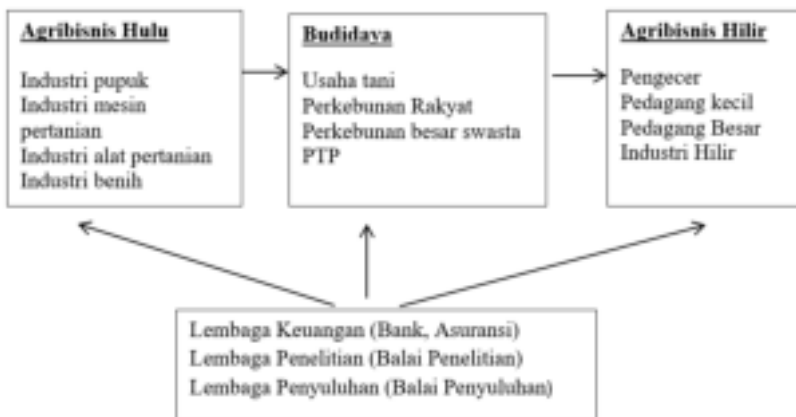 Agribisnis Hulu
Industri pupuk
Industri mesin
pertanian
Industri alat pertanian
Industri benih
Budidaya
Usaha tani
Perkebunan Rakyat
Perkebunan besar swasta
PTP
Agribisnis Hilir
Pengecer
Pedagang kecil
Pedagang Besar
Industri Hilir
Lembaga Keuangan (Bank, Asuransi)
Lembaga Penelitian (Balai Penelitian)
Lembaga Penyuluhan (Balai Penyuluhan)